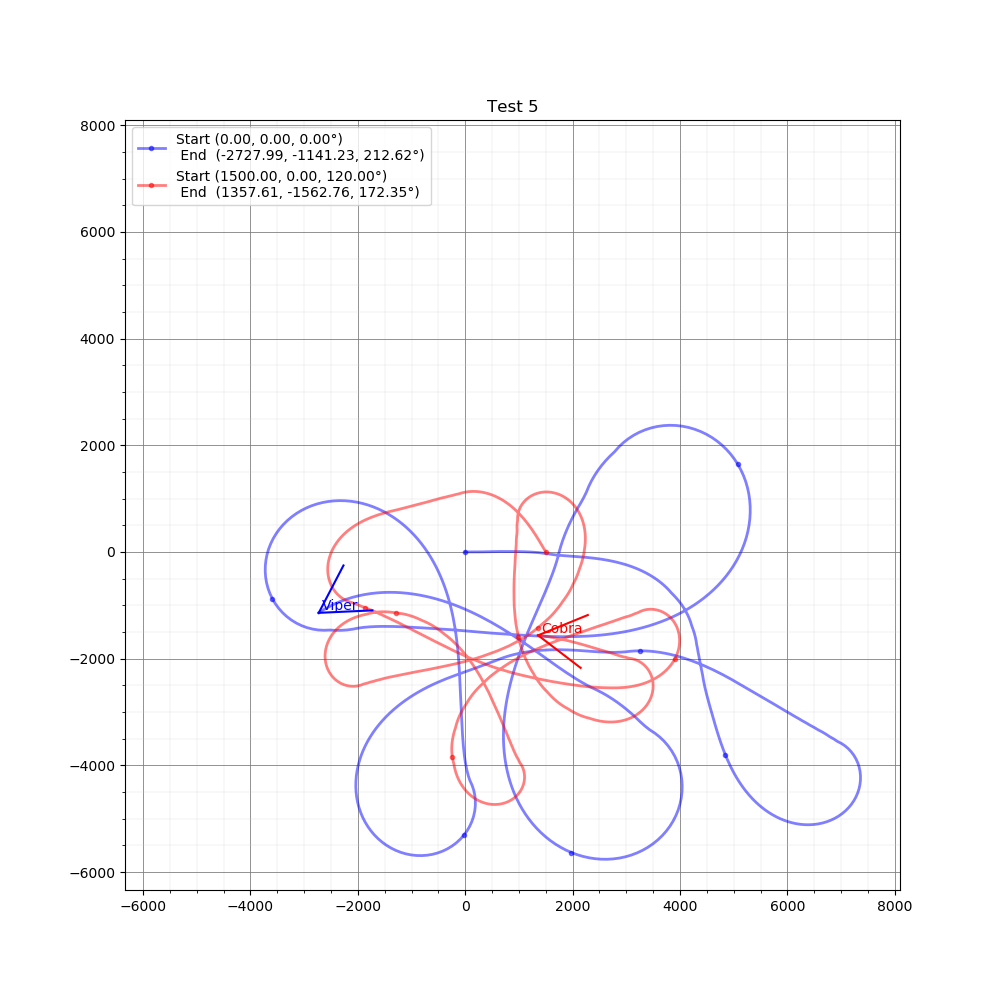 Test 5
Start (0.00, 0.00, 0.00°)
End (-2727.99, -1141.23, 212.62°)
Start (1500.00, 0.00, 120.00°)
End (1357.61, -1562.76, 172.35°)
8000
6000
4000
2000
0
−2000
−4000
−6000
Viper
Cobra
−6000 −4000 −2000 0 2000 4000 6000 8000